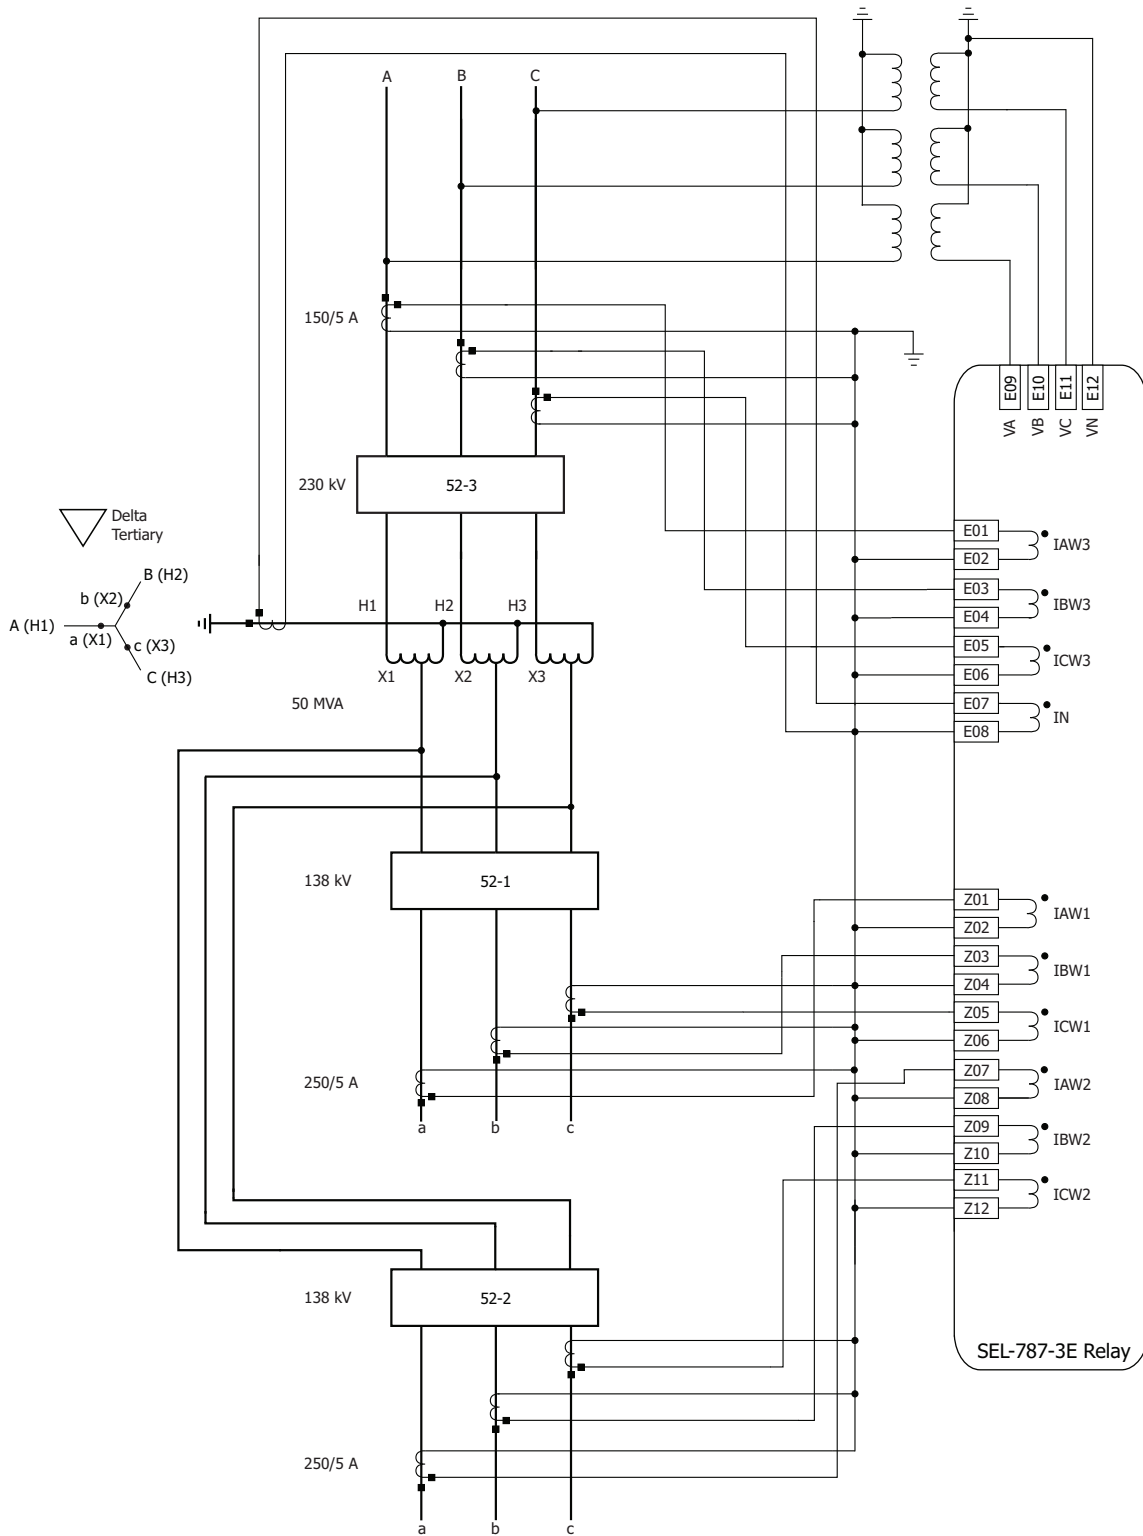 A
B
C
150/5 A
E09
E10
E11
E12
VA
VB
VC
VN
230 kV
52-3
Delta
Tertiary
E01
IAW3
E02
B (H2)
E03
IBW3
b (X2)
H1
H2
H3
E04
A (H1)
a (X1)
c (X3)
E05
ICW3
C (H3)
X1
X2
X3
E06
50 MVA
E07
IN
E08
138 kV
52-1
Z01
IAW1
Z02
Z03
IBW1
Z04
Z05
ICW1
Z06
250/5 A
Z07
IAW2
Z08
a
b
c
Z09
IBW2
Z10
Z11
ICW2
Z12
138 kV
52-2
SEL-787-3E Relay
250/5 A
a
b
c